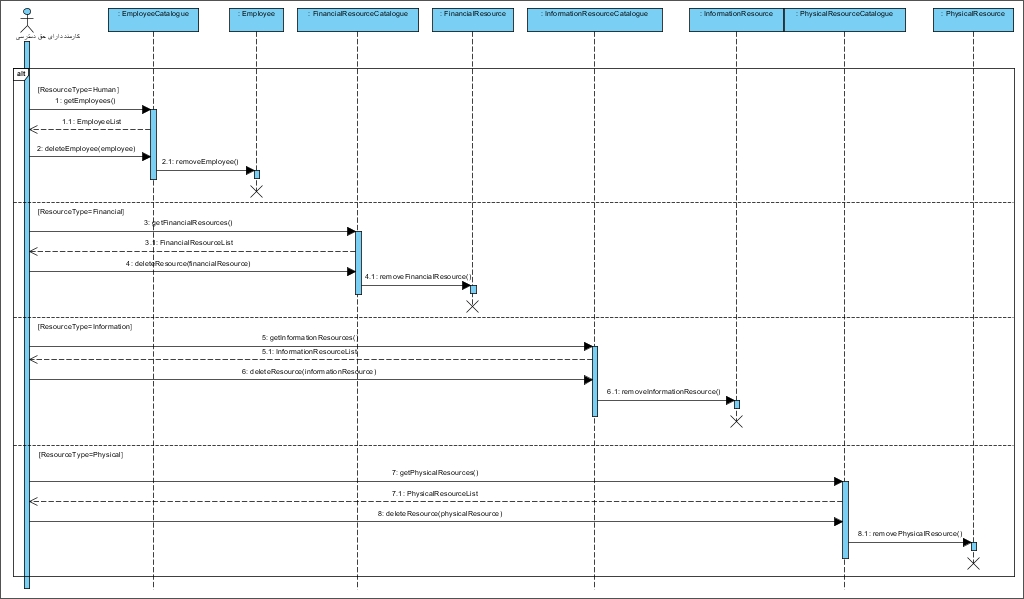 : EmployeeCatalogue
: Employee
: FinancialResourceCatalogue
: FinancialResource
: InformationResourceCatalogue
: InformationResource
: PhysicalResourceCatalogue
: PhysicalResource
کارمند دارای حق دسترسی
alt
[ResourceType=Human]
1: getEmployees()
1.1: EmployeeList
2: deleteEmployee(employee)
2.1: removeEmployee()
[ResourceType=Financial]
3: getFinancialResources()
3.1: FinancialResourceList
4: deleteResource(financialResource)
4.1: removeFinancialResource()
[ResourceType=Information]
5: getInformationResources()
5.1: InformationResourceList
6: deleteResource(informationResource)
6.1: removeInformationResource()
[ResourceType=Physical]
7: getPhysicalResources()
7.1: PhysicalResourceList
8: deleteResource(physicalResource)
8.1: removePhysicalResource()